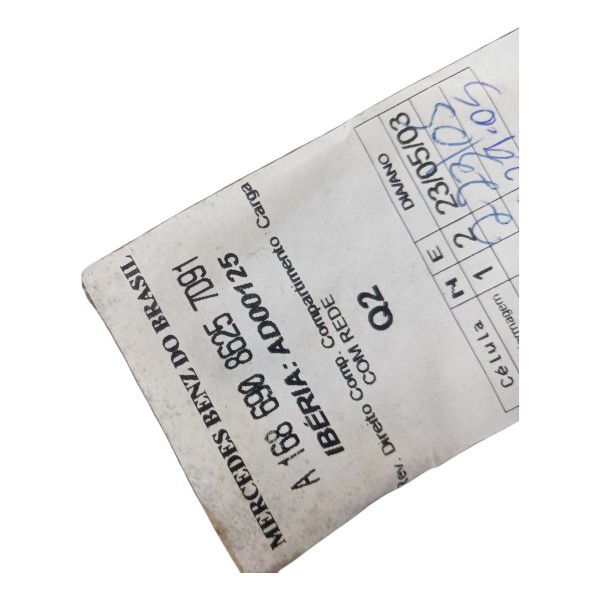 MERCEDES BENZ DO BRASIL
A 168 690 8625 7D91
IBÉRIA: AD00125
Rev. Direito Comp. Compartimento Carga
COM REDE
Q2
Célula N E DIA/ANO
1 2 23/05/03